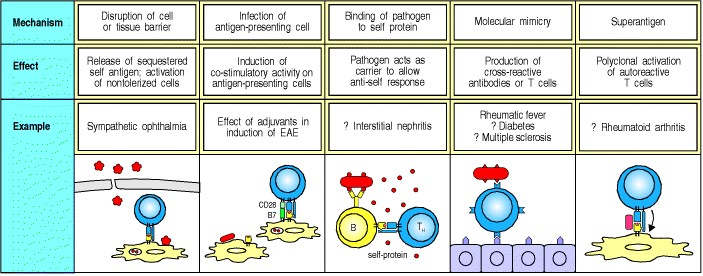 Mechanism
Disruption of cell
or tissue barrier
Infection of
antigen-presenting cell
Binding of pathogen
to self protein
Molecular mimicry
Superantigen
Effect
Release of sequestered
self antigen; activation
of nontolerized cells
Induction of
co-stimulatory activity on
antigen-presenting cells
Pathogen acts as
carrier to allow
anti-self response
Production of
cross-reactive
antibodies or T cells
Polyclonal activation
of autoreactive
T cells
Example
Sympathetic ophthalmia
Effect of adjuvants in
induction of EAE
? Interstitial nephritis
Rheumatic fever
? Diabetes
? Multiple sclerosis
? Rheumatoid arthritis
CD28
B7
B
TH
self-protein